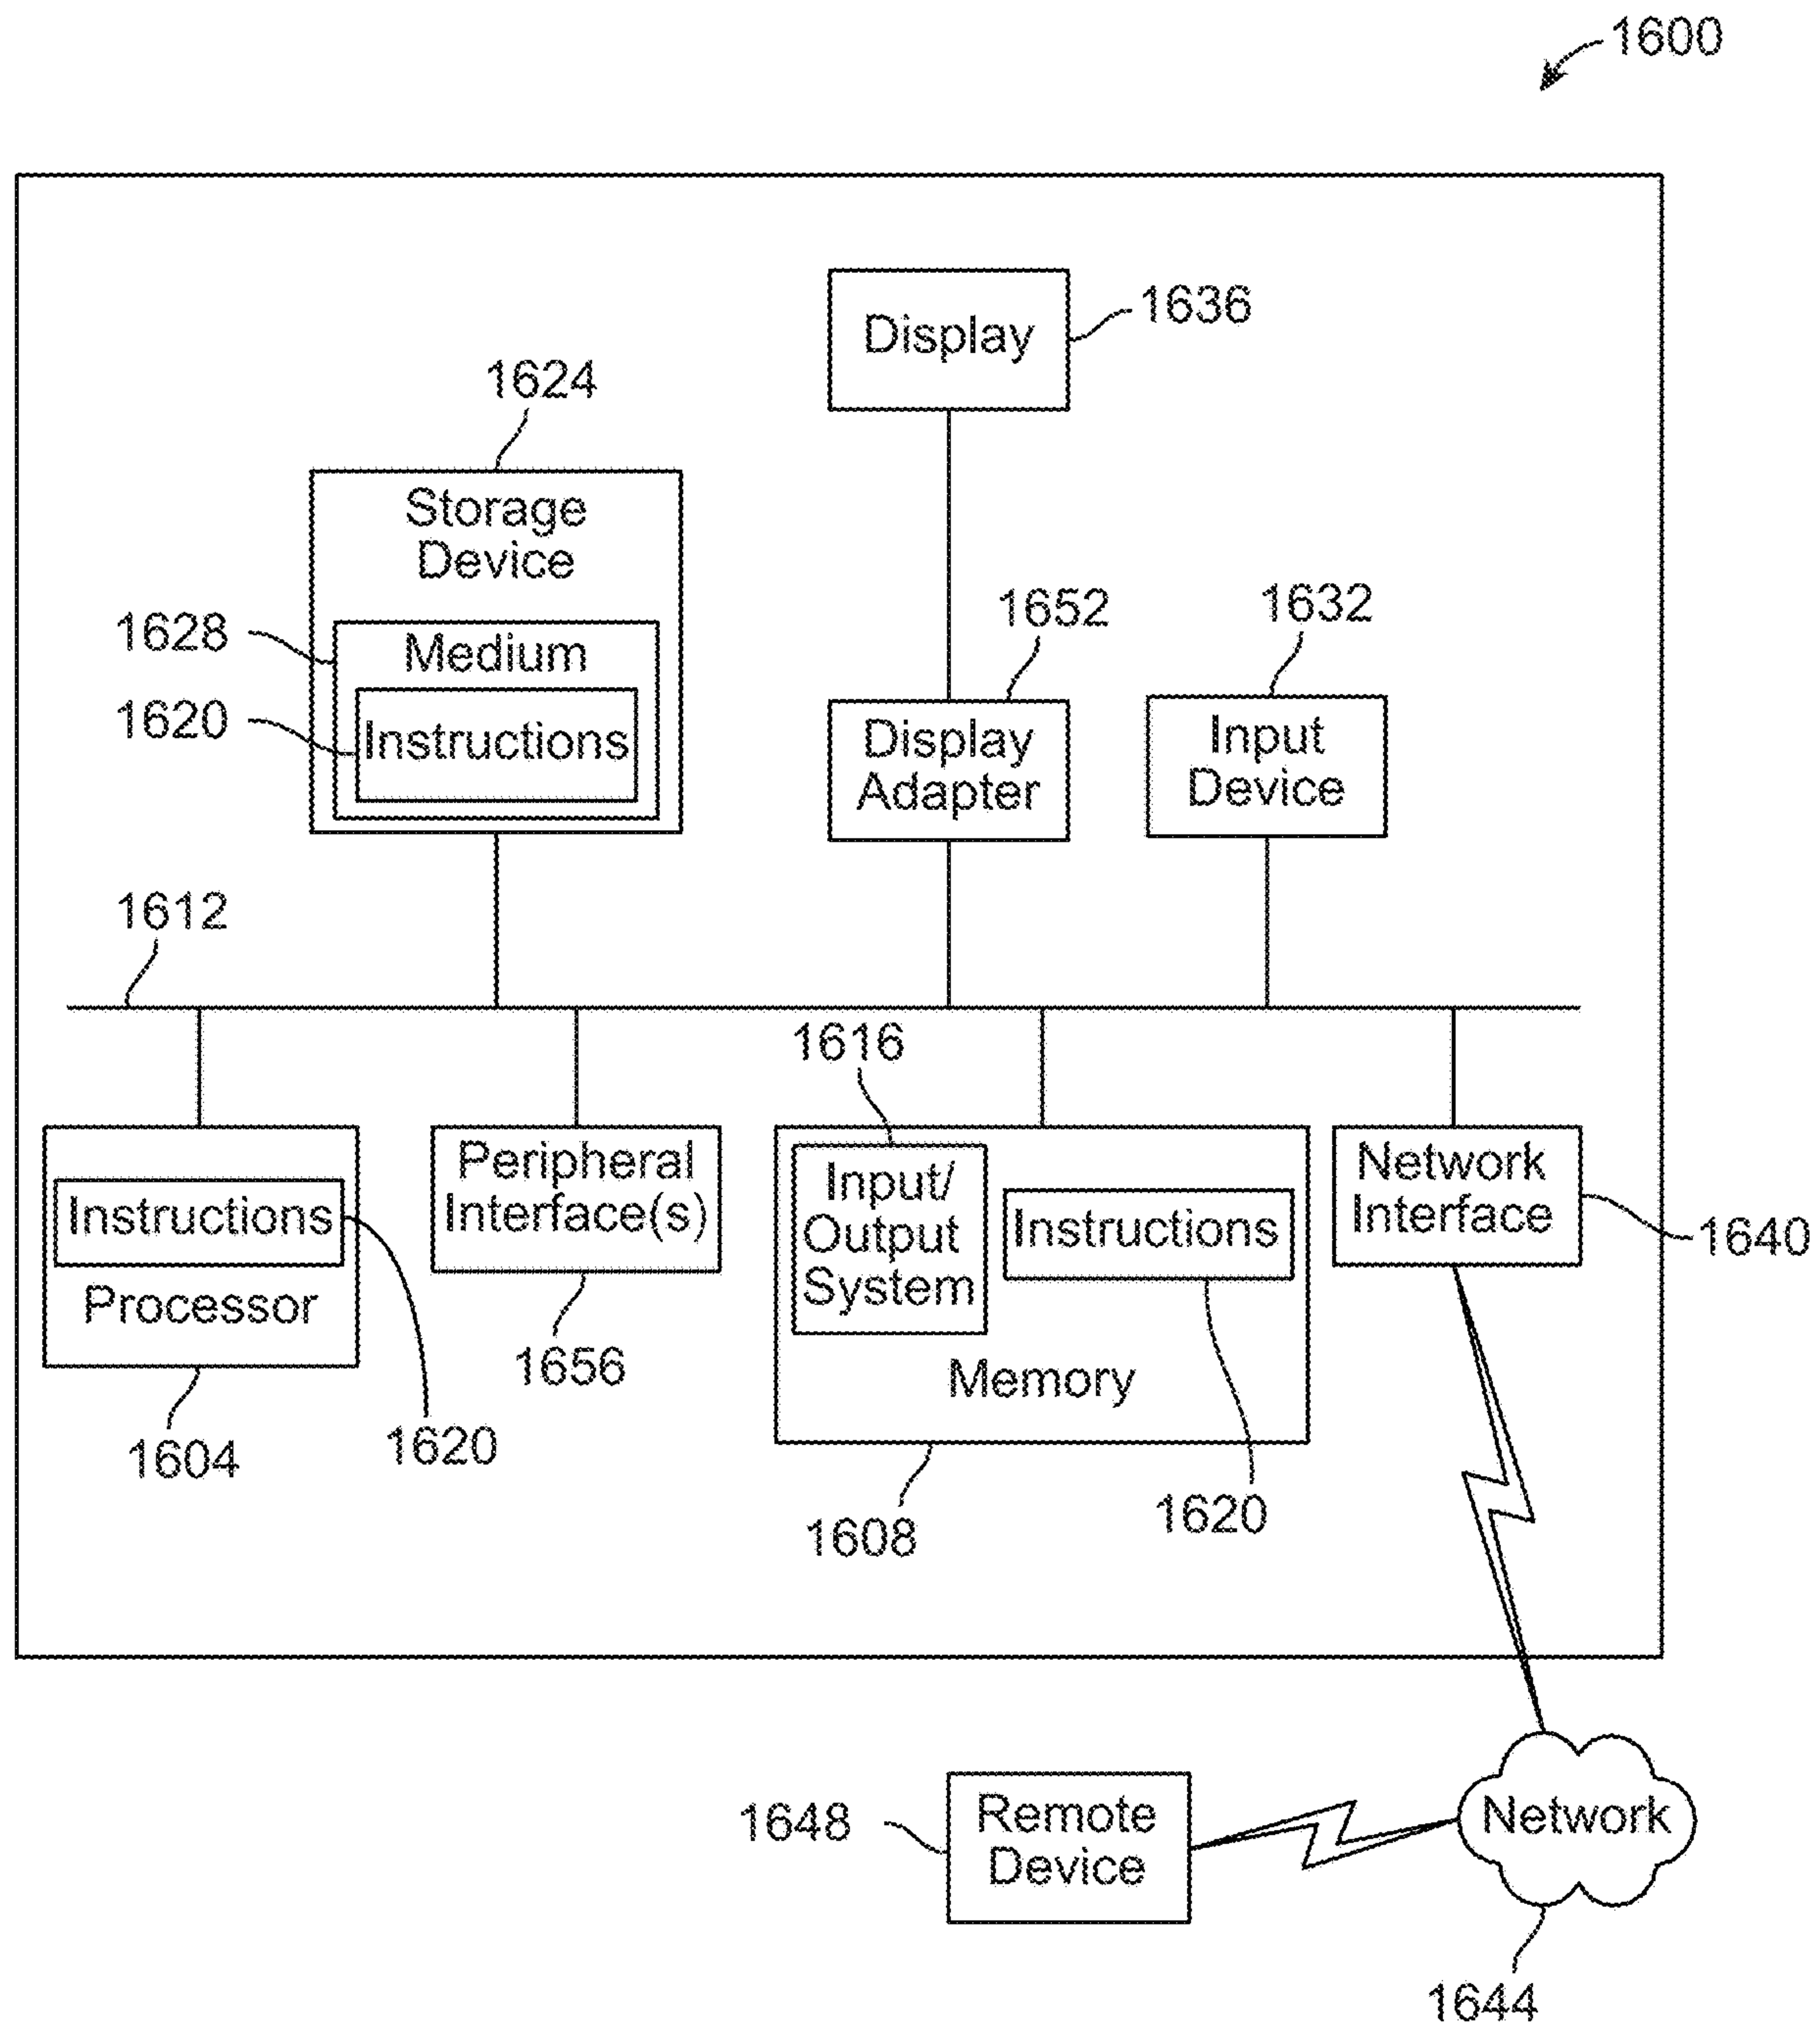 1600
Display
1636
1624
Storage
Device
1628
Medium
1620
Instructions
1652
Display
Adapter
1632
Input
Device
1612
1616
Instructions
Processor
1604
1620
Peripheral
Interface(s)
1656
Input/
Output
System
Instructions
Memory
1608
1620
Network
Interface
1640
1648
Remote
Device
Network
1644